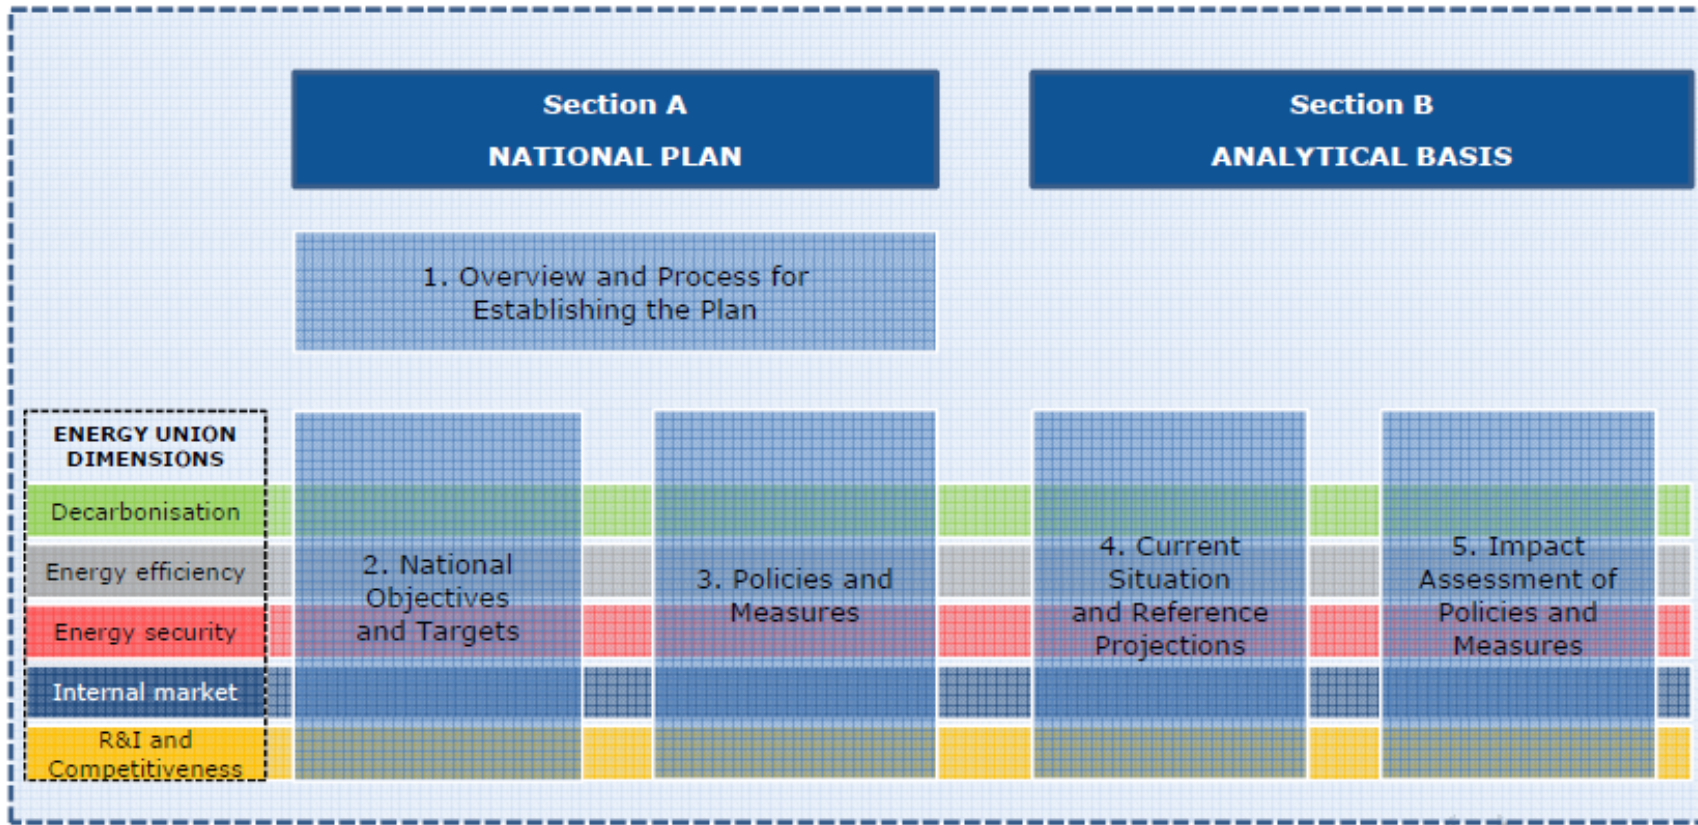 Section A
NATIONAL PLAN
Section B
ANALYTICAL BASIS
1. Overview and Process for
Establishing the Plan
ENERGY UNION
DIMENSIONS
Decarbonisation
Energy efficiency
Energy security
Internal market
R&I and
Competitiveness
2. National
Objectives
and Targets
3. Policies and
Measures
4. Current
Situation
and Reference
Projections
5. Impact
Assessment of
Policies and
Measures